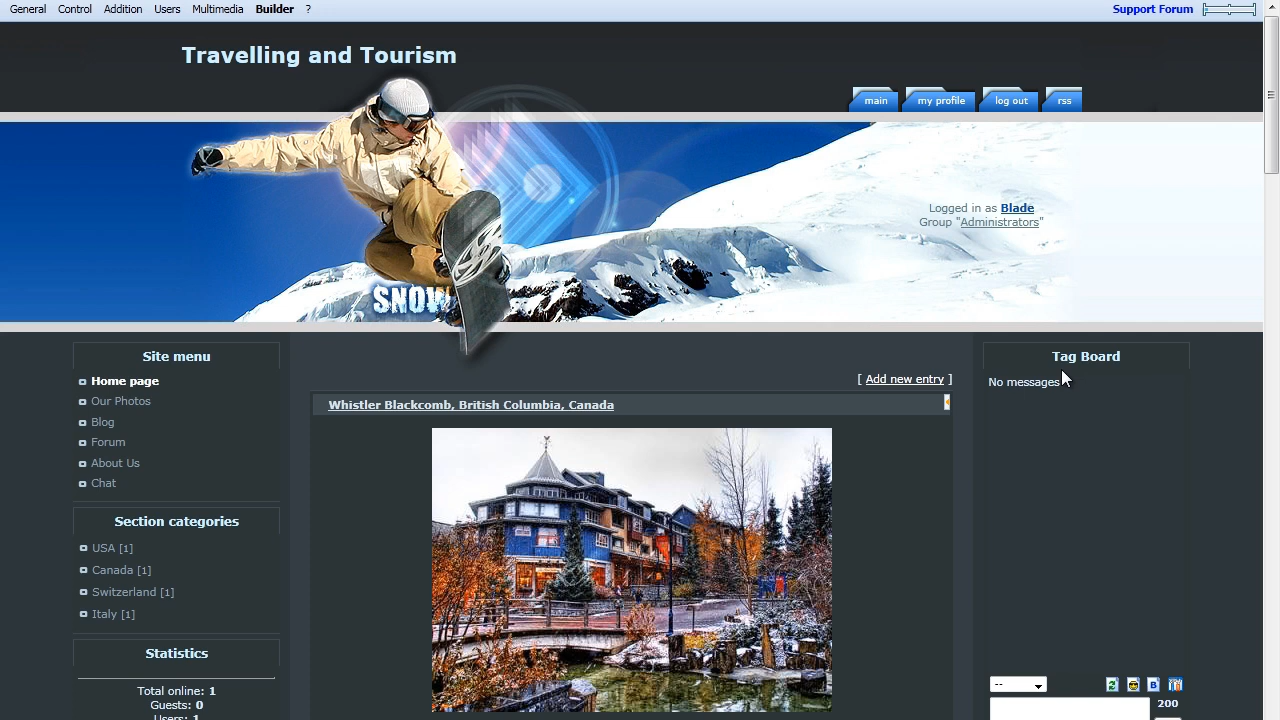 General Control Addition Users Multimedia Builder ? Support Forum
Travelling and Tourism
main my profile log out rss
Logged in as Blade
Group "Administrators"
SNOW
Site menu
Home page
Our Photos
Blog
Forum
About Us
Chat
Section categories
USA [1]
Canada [1]
Switzerland [1]
Italy [1]
Statistics
Total online: 1
Guests: 0
Users: 1
[ Add new entry ]
Whistler Blackcomb, British Columbia, Canada
Tag Board
No messages
--
B
200